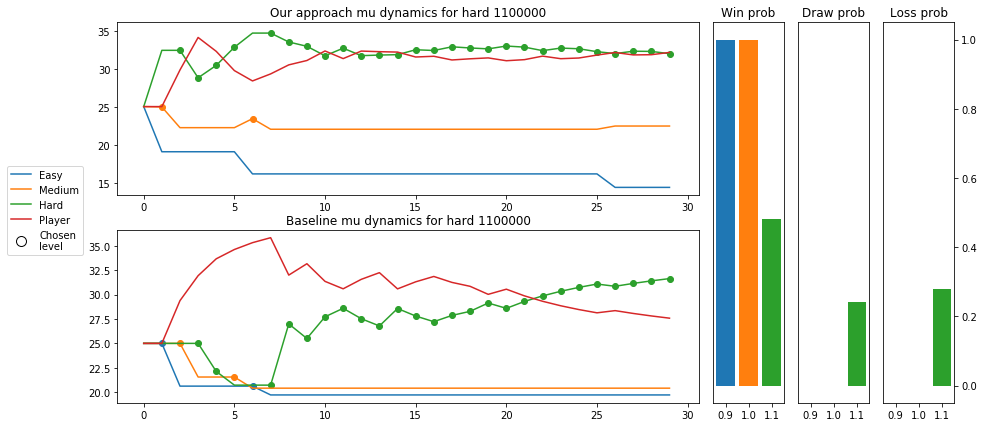 Our approach mu dynamics for hard 1100000
Win prob
Draw prob
Loss prob
35
30
25
20
15
0
5
10
15
20
25
30
Baseline mu dynamics for hard 1100000
35.0
32.5
30.0
27.5
25.0
22.5
20.0
0
5
10
15
20
25
30
Easy
Medium
Hard
Player
Chosen
level
0.9 1.0 1.1
0.9 1.0 1.1
0.9 1.0 1.1
1.0
0.8
0.6
0.4
0.2
0.0